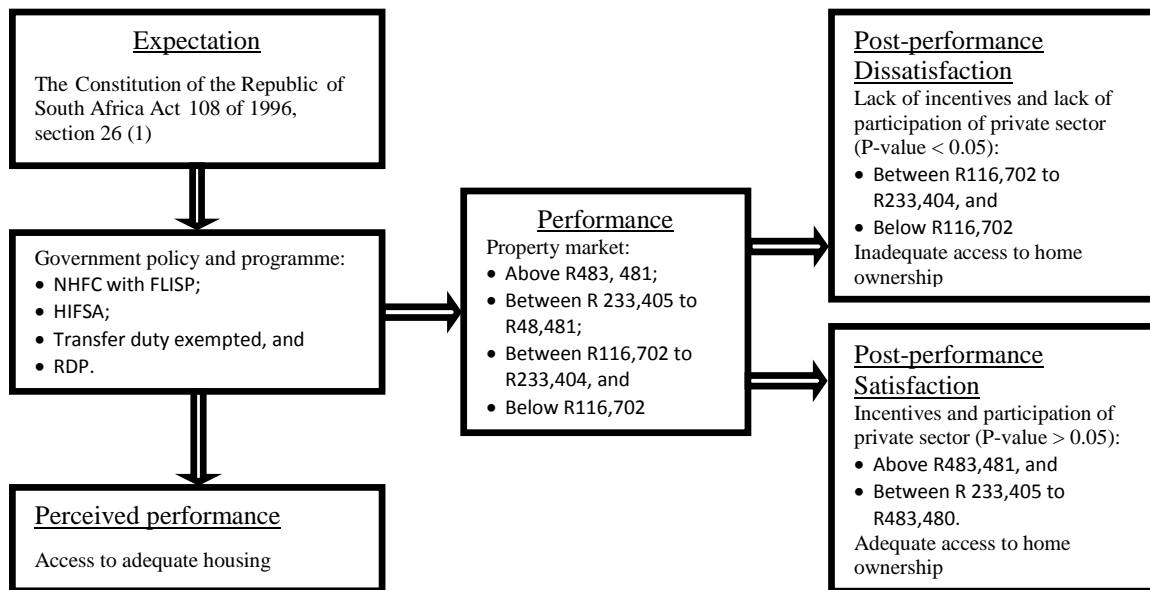 Expectation
The Constitution of the Republic of
South Africa Act 108 of 1996,
section 26 (1)
Government policy and programme:
• NHFC with FLISP;
• HIFSA;
• Transfer duty exempted, and
• RDP.
Perceived performance
Access to adequate housing
Performance
Property market:
• Above R483, 481;
• Between R 233,405 to
R48,481;
• Between R116,702 to
R233,404, and
• Below R116,702
Post-performance
Dissatisfaction
Lack of incentives and lack of
participation of private sector
(P-value < 0.05):
• Between R116,702 to
R233,404, and
• Below R116,702
Inadequate access to home
ownership
Post-performance
Satisfaction
Incentives and participation of
private sector (P-value > 0.05):
• Above R483,481, and
• Between R 233,405 to
R483,480.
Adequate access to home
ownership